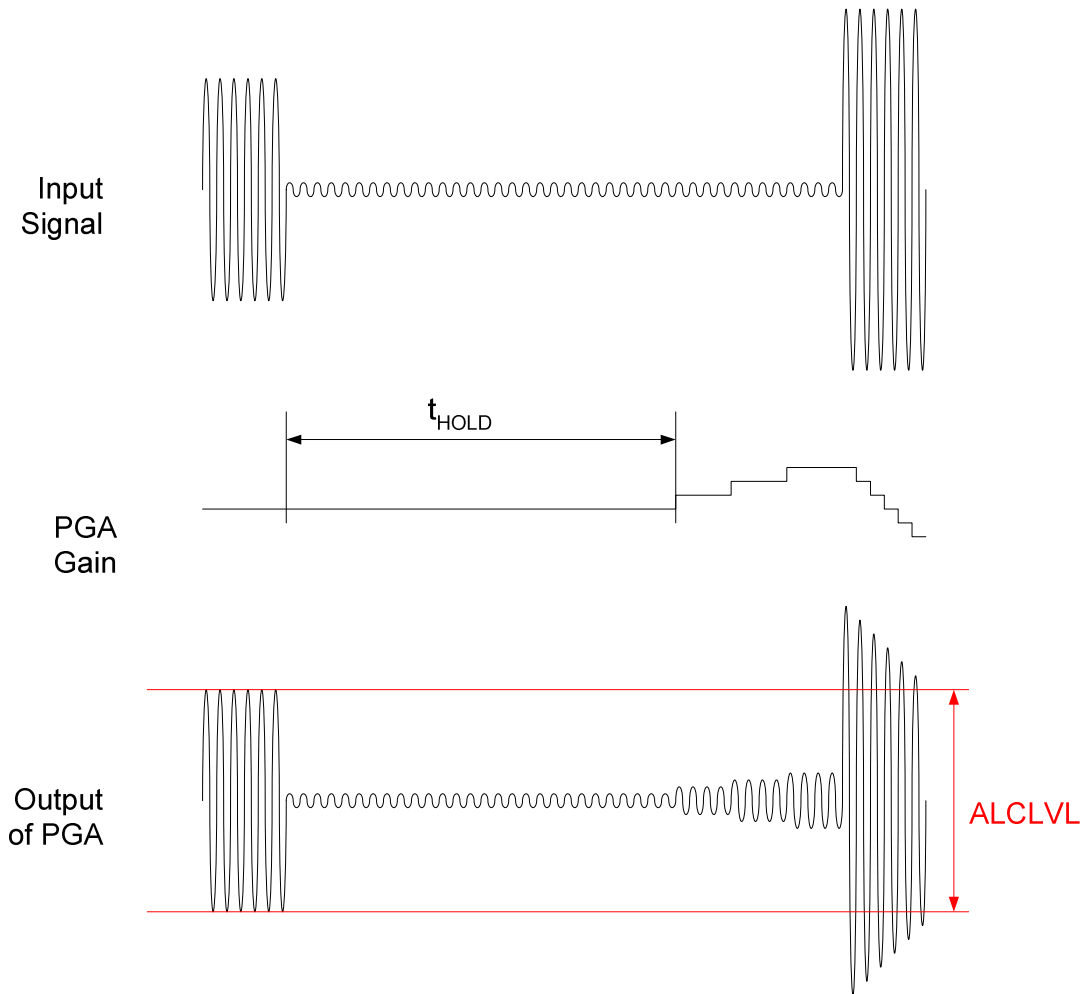 Input
Signal
tHOLD
PGA
Gain
Output
of PGA
ALCLVL